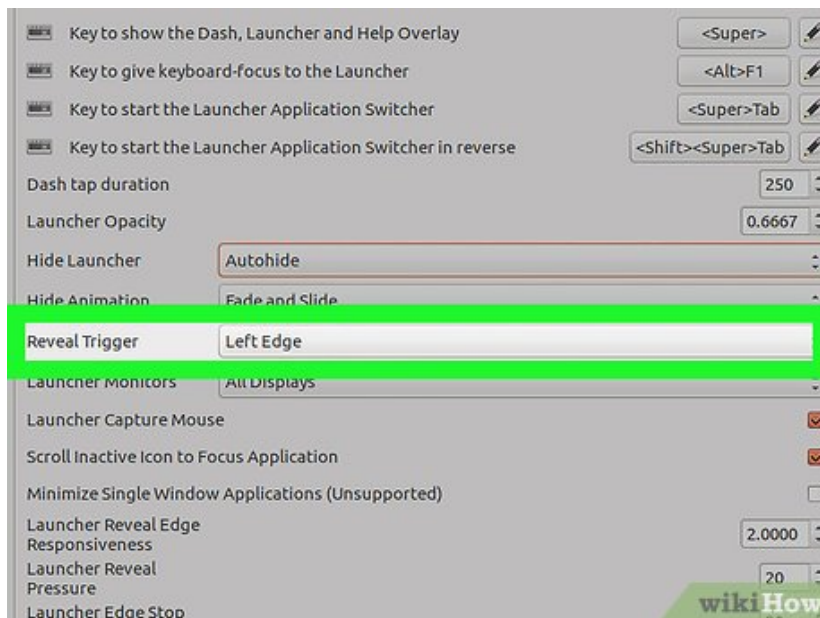 Key to show the Dash, Launcher and Help Overlay <Super>
Key to give keyboard-focus to the Launcher <Alt>F1
Key to start the Launcher Application Switcher <Super>Tab
Key to start the Launcher Application Switcher in reverse <Shift><Super>Tab
Dash tap duration 250
Launcher Opacity 0.6667
Hide Launcher Autohide
Hide Animation Fade and Slide
Reveal Trigger Left Edge
Launcher Monitors All Displays
Launcher Capture Mouse
Scroll Inactive Icon to Focus Application
Minimize Single Window Applications (Unsupported)
Launcher Reveal Edge
Responsiveness 2.0000
Launcher Reveal
Pressure 20
Launcher Edge Stop
wikiHow